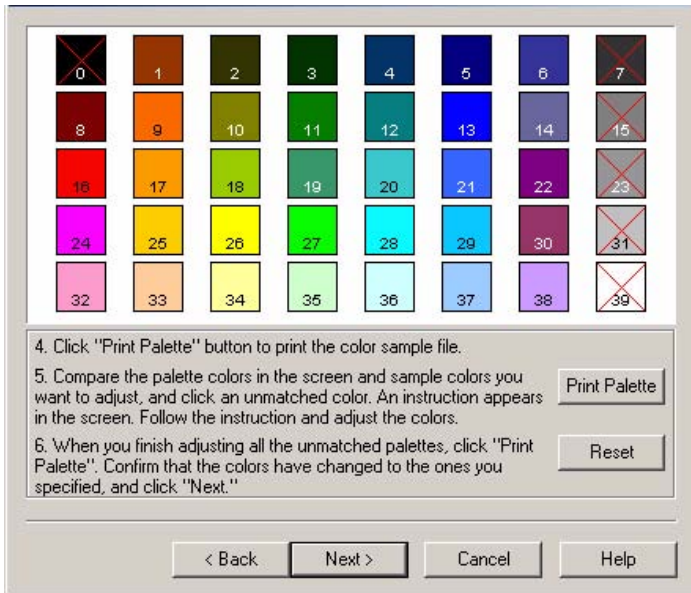 0 1 2 3 4 5 6 7
8 9 10 11 12 13 14 15
16 17 18 19 20 21 22 23
24 25 26 27 28 29 30 31
32 33 34 35 36 37 38 39
4. Click "Print Palette" button to print the color sample file.
5. Compare the palette colors in the screen and sample colors you
want to adjust, and click an unmatched color. An instruction appears
in the screen. Follow the instruction and adjust the colors.
Print Palette
6. When you finish adjusting all the unmatched palettes, click "Print
Palette". Confirm that the colors have changed to the ones you
specified, and click "Next."
Reset
< Back Next > Cancel Help